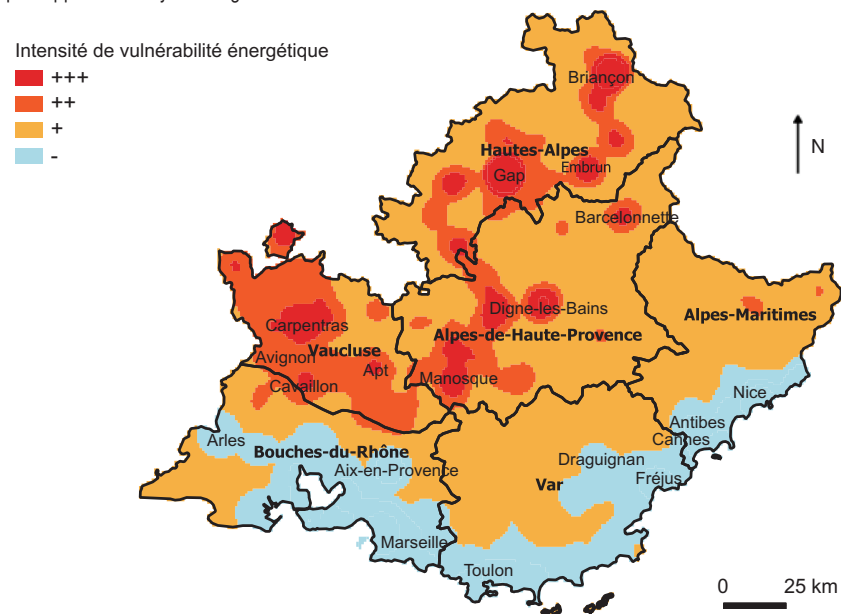 Intensité de vulnérabilité énergétique
+++
++
+
-
Briançon
N
Hautes-Alpes
Embrun
Gap
Barcelonnette
Digne-les-Bains
Alpes-Maritimes
Carpentras
Alpes-de-Haute-Provence
Avignon
Vaucluse
Apt
Manosque
Cavaillon
Nice
Antibes
Arles
Cannes
Bouches-du-Rhône
Draguignan
Aix-en-Provence
Fréjus
Var
Marseille
Toulon
0 25 km